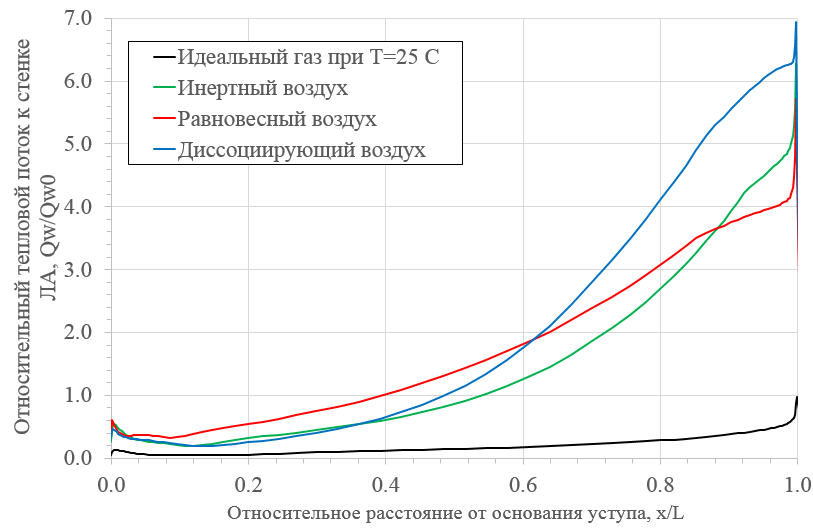 7.0
6.0
5.0
4.0
3.0
2.0
1.0
0.0
Относительный тепловой поток к стенке
ЛА, Qw/Qw0
Идеальный газ при T=25 C
Инертный воздух
Равновесный воздух
Диссоциирующий воздух
0.0 0.2 0.4 0.6 0.8 1.0
Относительное расстояние от основания уступа, x/L